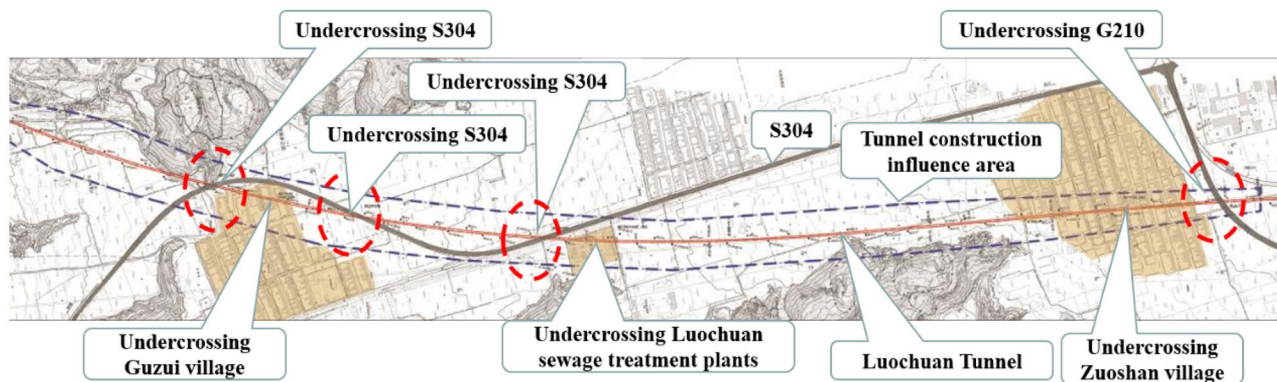 Undercrossing S304
Undercrossing G210
Undercrossing S304
Undercrossing S304
S304
Tunnel construction
influence area
Undercrossing
Guzui village
Undercrossing Luochuan
sewage treatment plants
Luochuan Tunnel
Undercrossing
Zuoshan village